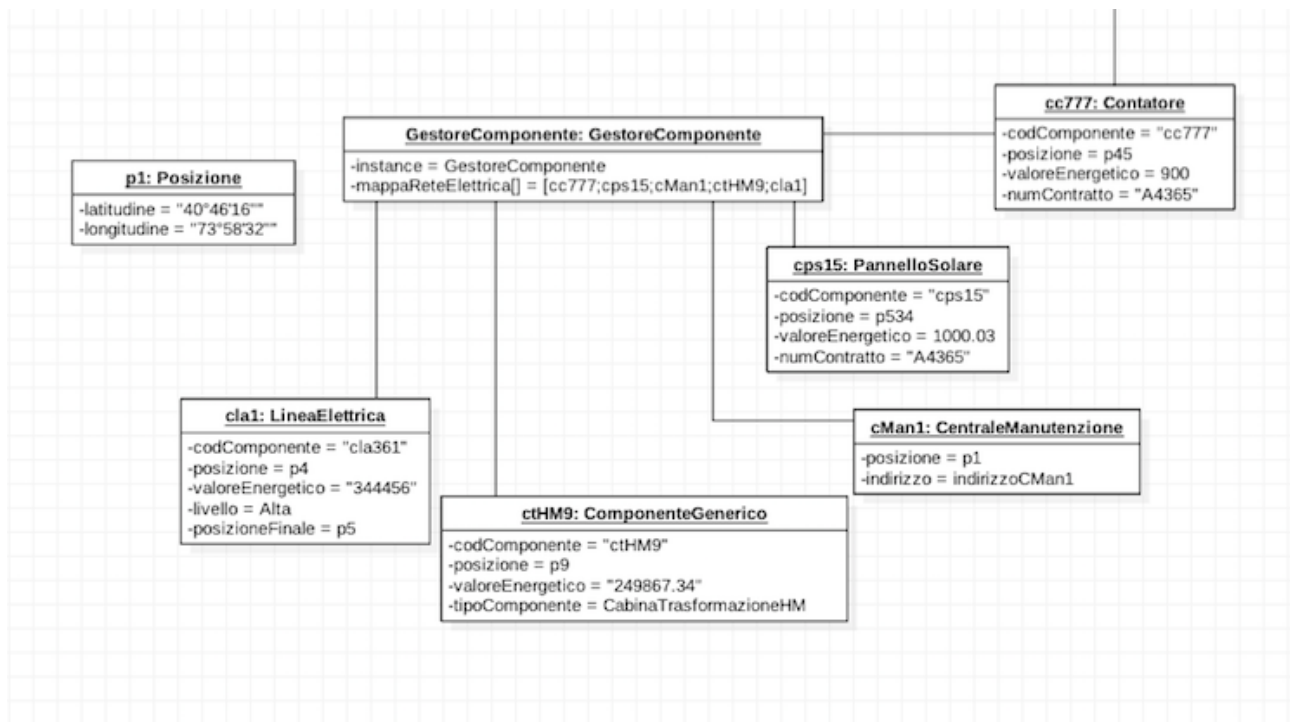 cc777: Contatore
-codComponente = "cc777"
-posizione = p45
-valoreEnergetico = 900
-numContratto = "A4365"
GestoreComponente: GestoreComponente
-instance = GestoreComponente
-mappaReteElettrica[] = [cc777;cps15;cMan1;ctHM9;cla1]
p1: Posizione
-latitudine = "40°46'16""
-longitudine = "73°58'32""
cps15: PannelloSolare
-codComponente = "cps15"
-posizione = p534
-valoreEnergetico = 1000.03
-numContratto = "A4365"
cla1: LineaElettrica
-codComponente = "cla361"
-posizione = p4
-valoreEnergetico = "344456"
-livello = Alta
-posizioneFinale = p5
cMan1: CentraleManutenzione
-posizione = p1
-indirizzo = indirizzoCMan1
ctHM9: ComponenteGenerico
-codComponente = "ctHM9"
-posizione = p9
-valoreEnergetico = "249867.34"
-tipoComponente = CabinaTrasformazioneHM